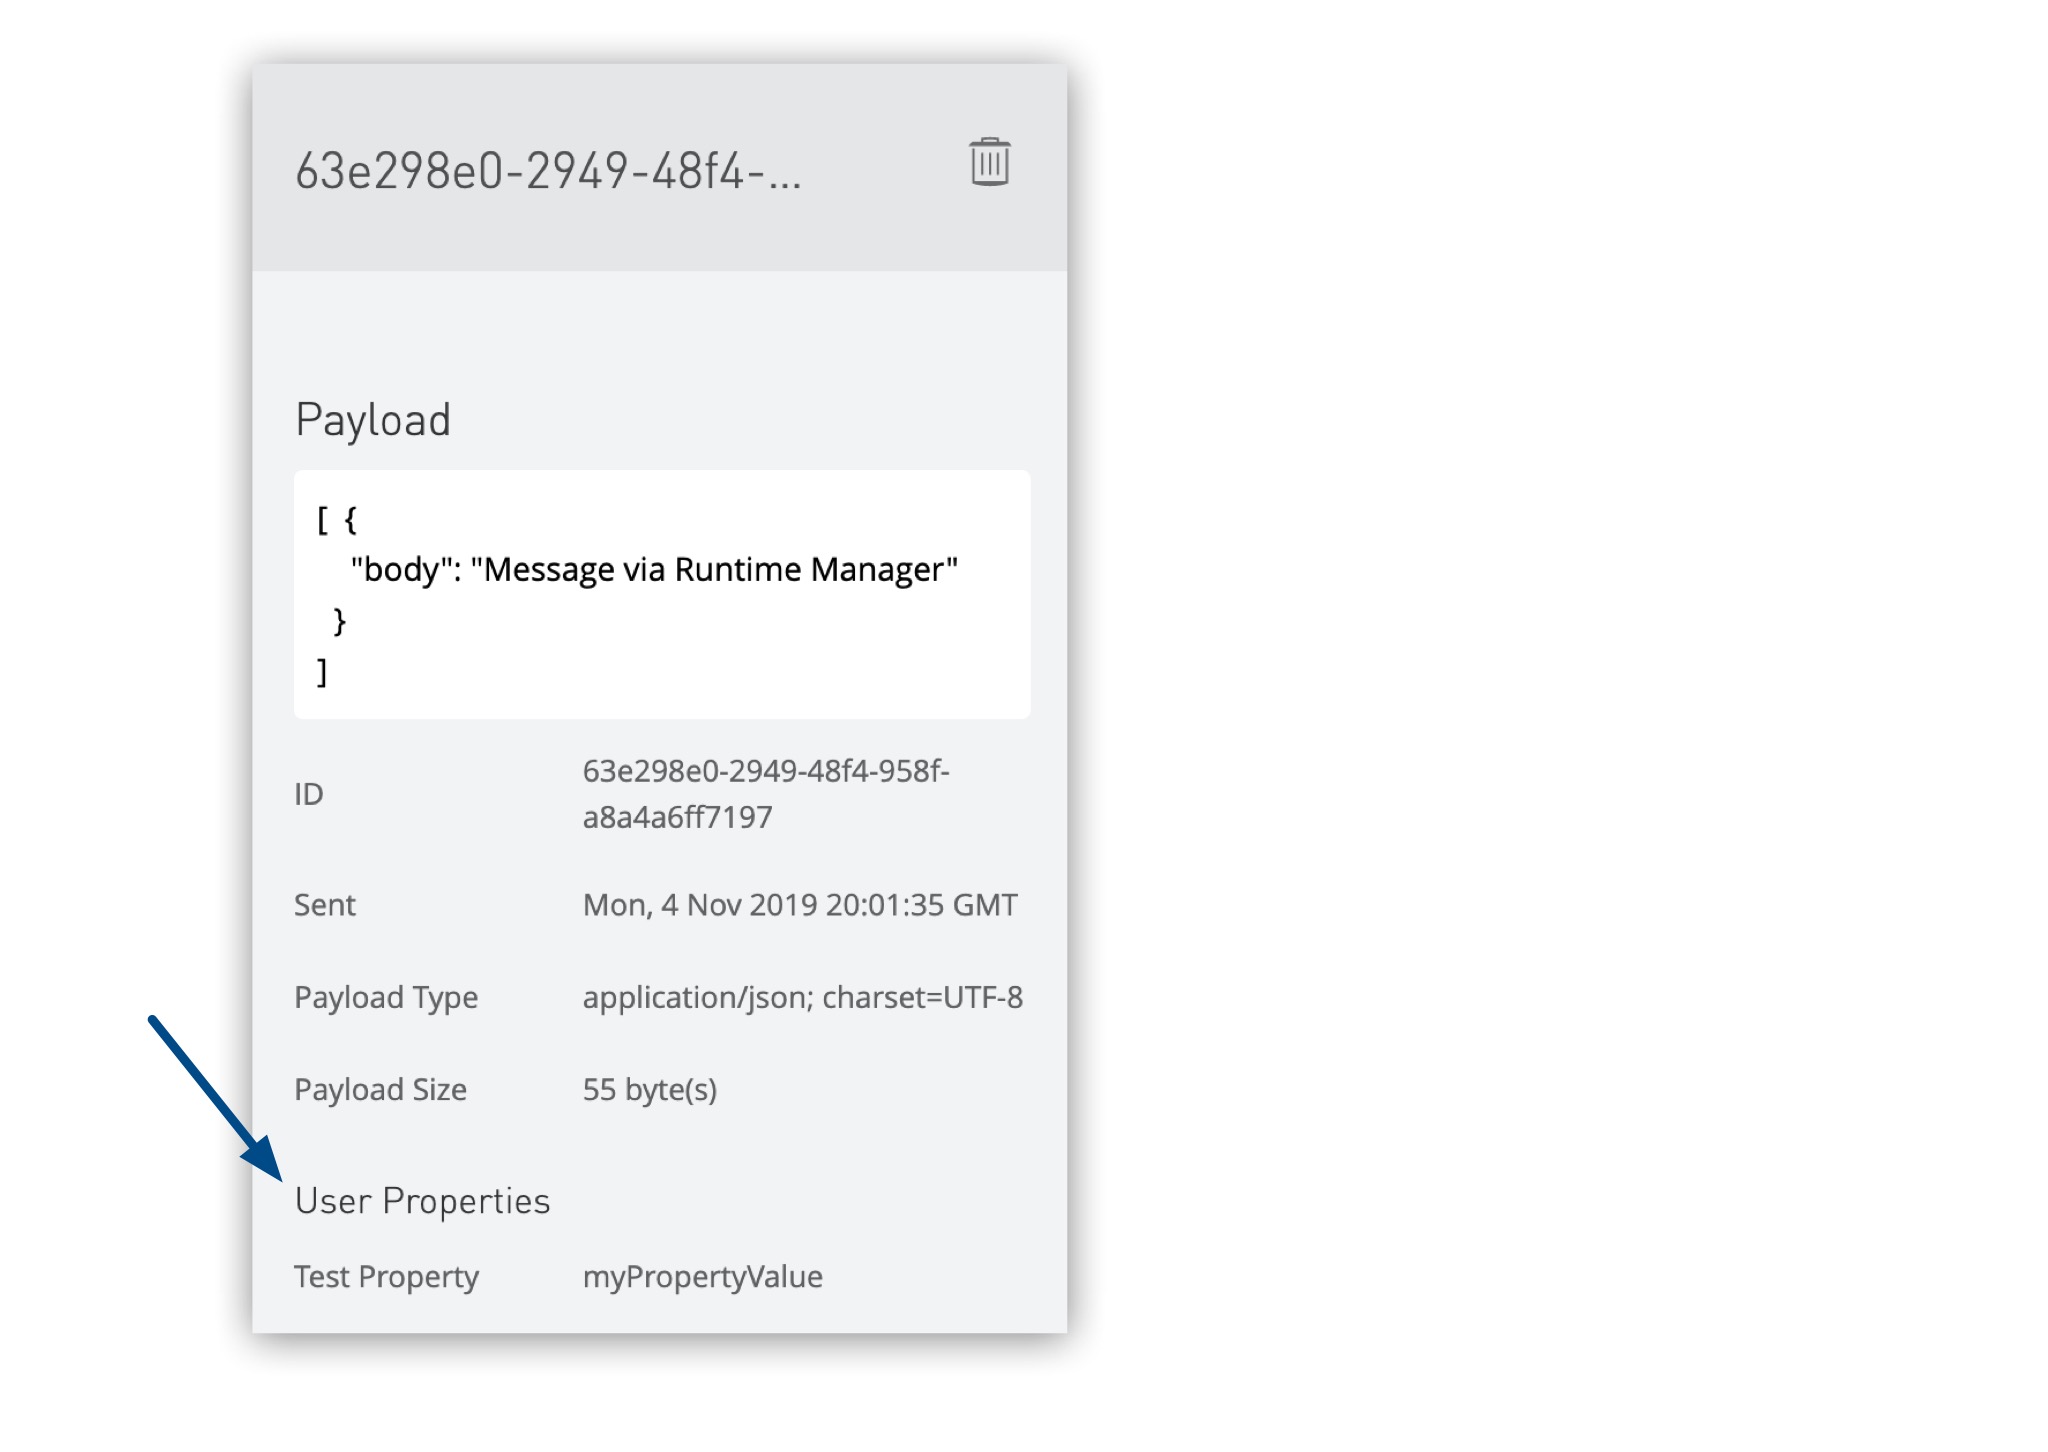 63e298e0-2949-48f4-...
Payload
[ {
"body": "Message via Runtime Manager"
}
]
ID
63e298e0-2949-48f4-958f-
a8a4a6ff7197
Sent Mon, 4 Nov 2019 20:01:35 GMT
Payload Type application/json; charset=UTF-8
Payload Size 55 byte(s)
User Properties
Test Property myPropertyValue